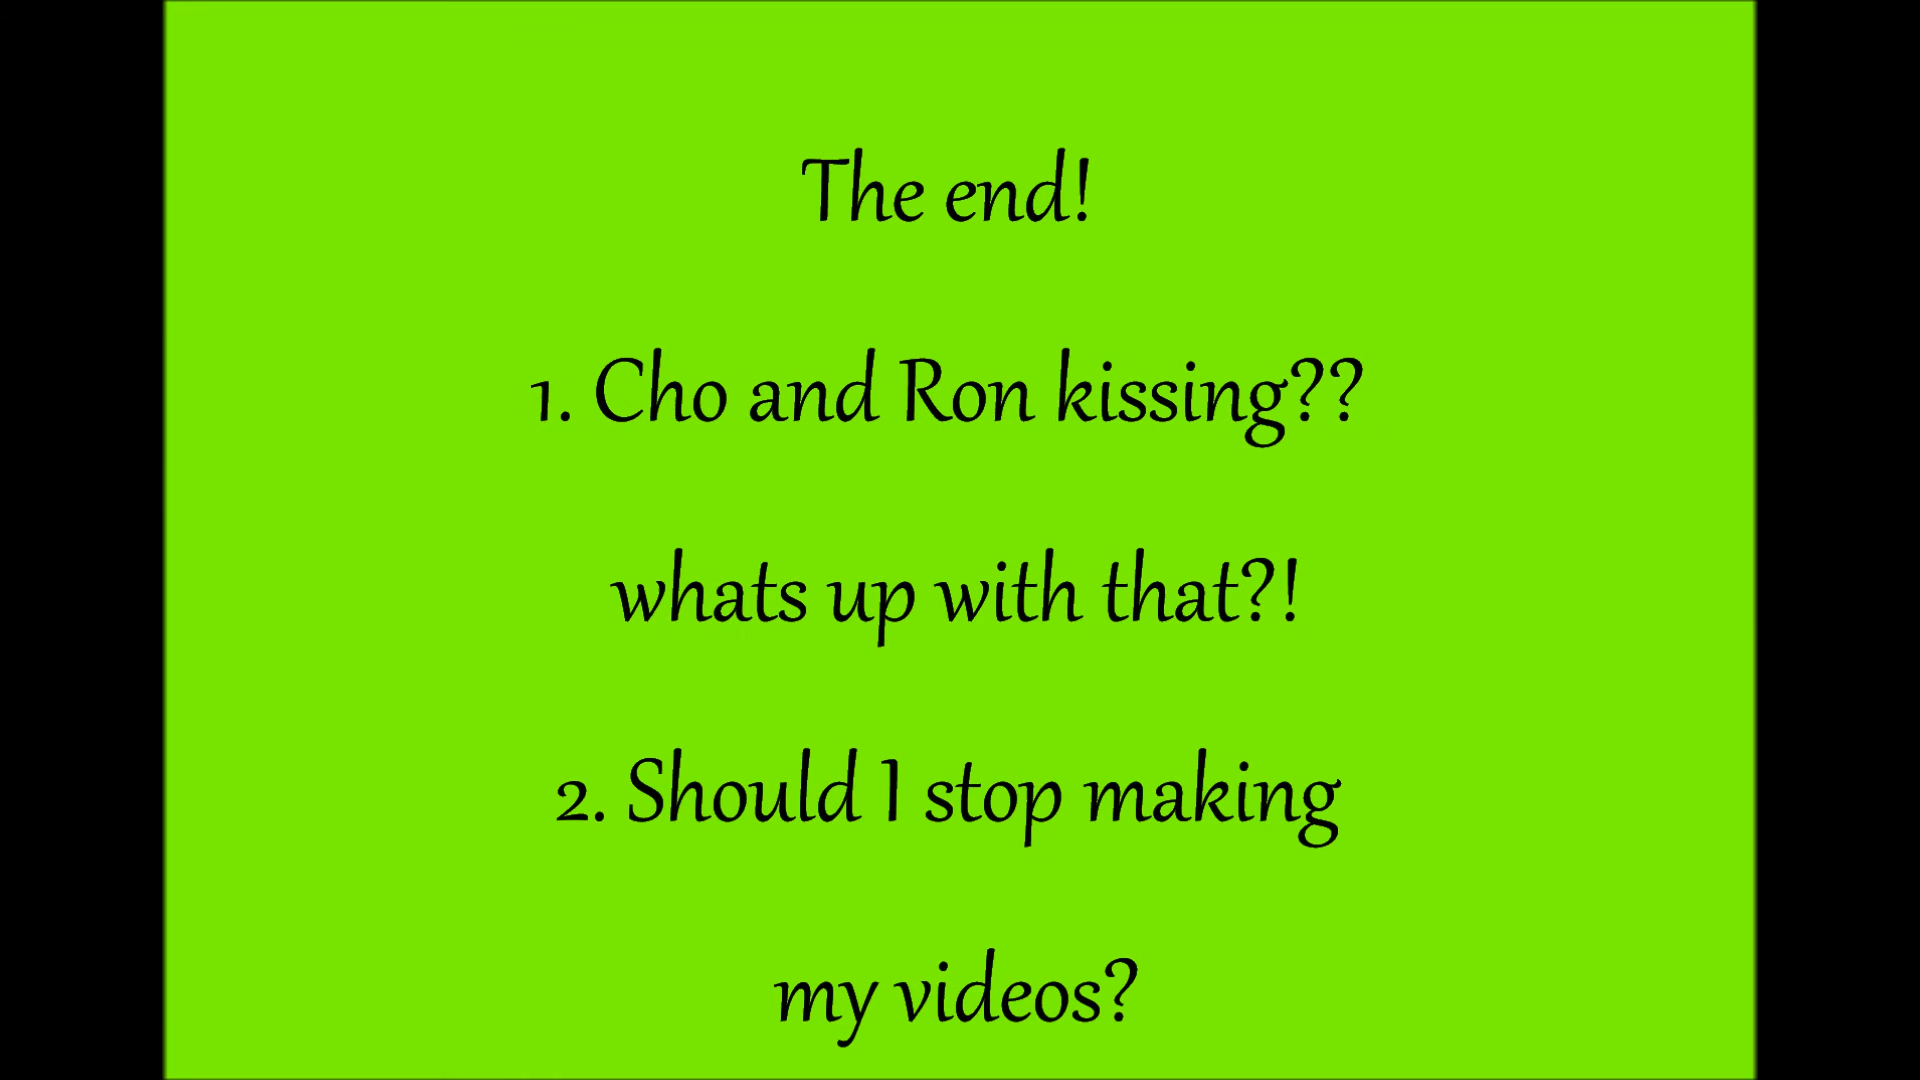 The end!
1. Cho and Ron kissing??
whats up with that?!
2. Should I stop making
my videos?